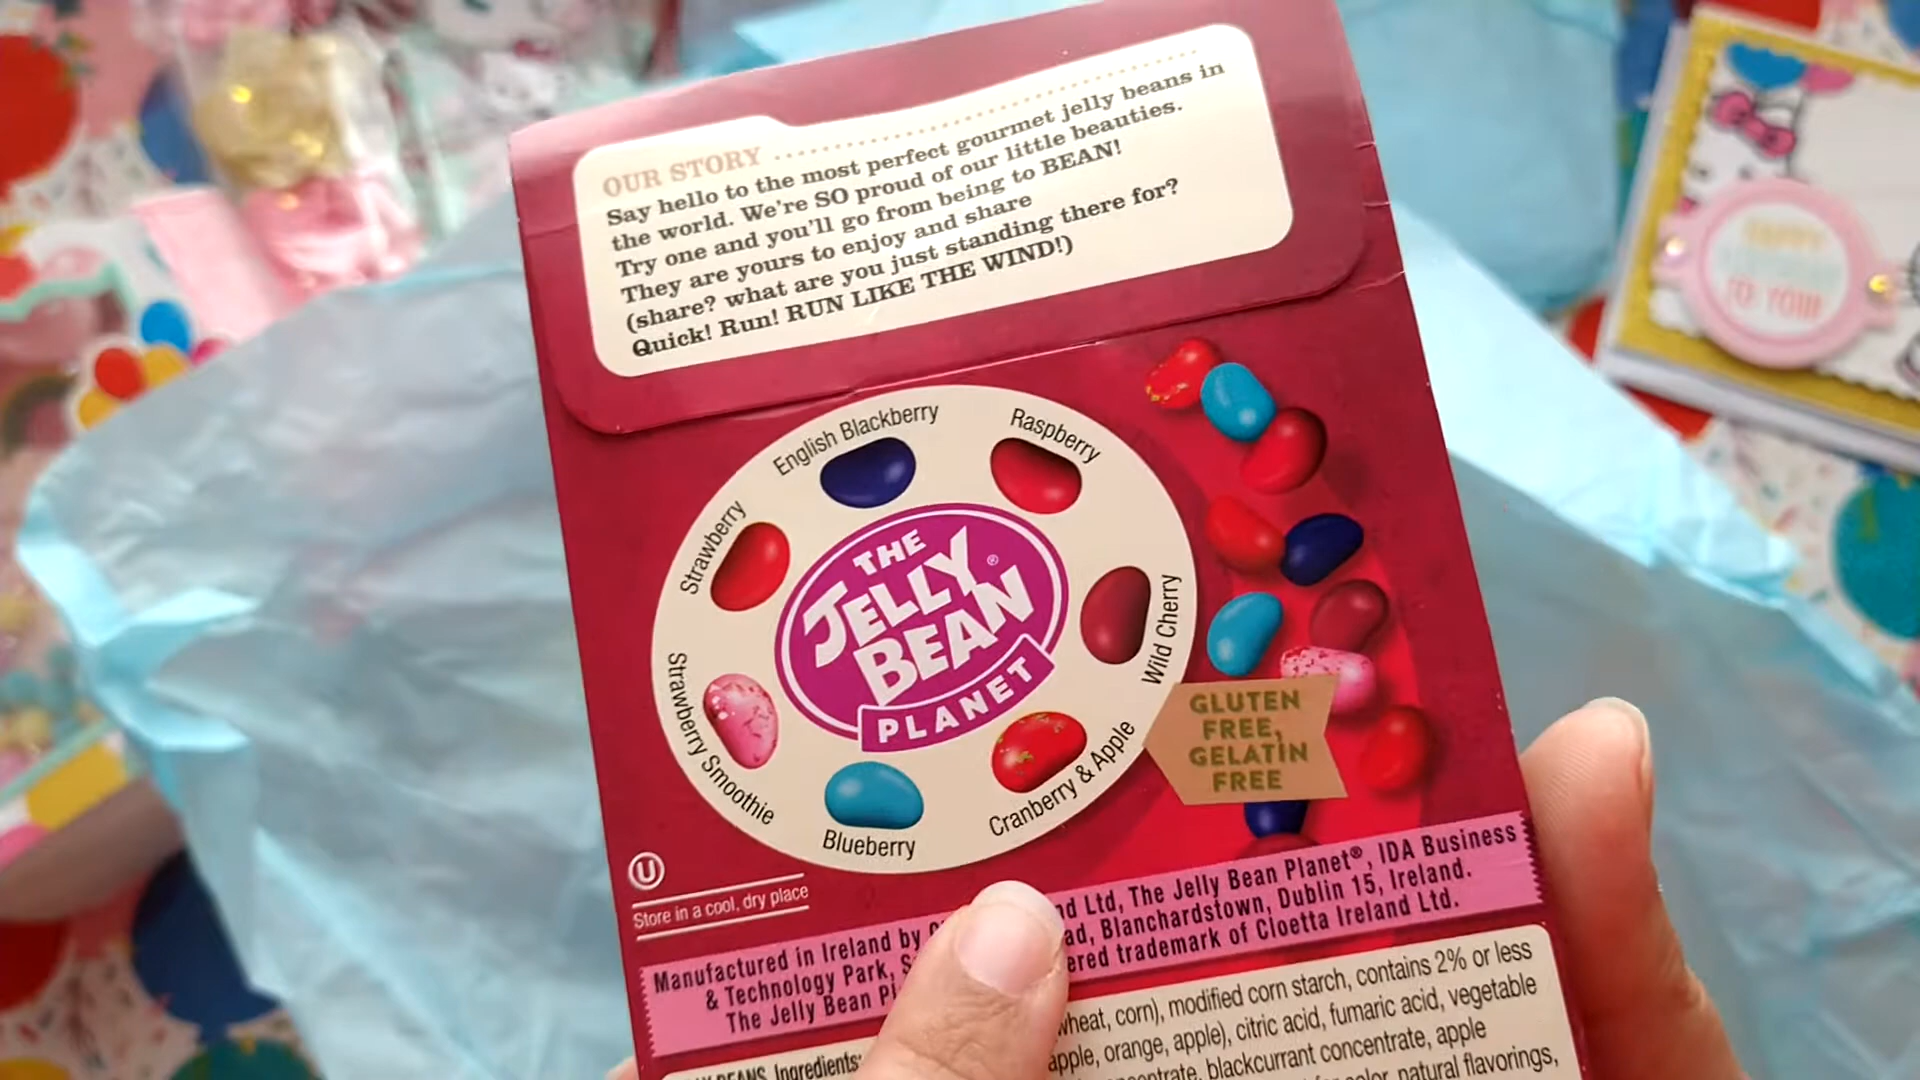 OUR STORY
Say hello to the most perfect gourmet jelly beans in
the world. We're SO proud of our little beauties.
Try one and you'll go from being to BEAN!
They are yours to enjoy and share
(share? what are you just standing there for?
Quick! Run! RUN LIKE THE WIND!)
English Blackberry
Raspberry
Strawberry
Wild Cherry
Strawberry Smoothie
Cranberry & Apple
Blueberry
THE
JELLY
BEAN®
PLANET
GLUTEN
FREE,
GELATIN
FREE
U
Store in a cool, dry place
Manufactured in Ireland by Ltd, The Jelly Bean Planet®, IDA Business
& Technology Park, Blanchardstown, Dublin 15, Ireland.
The Jelly Bean trademark of Cloetta Ireland Ltd.
Ingredients: wheat, corn), modified corn starch, contains 2% or less
apple, orange, apple), citric acid, fumaric acid, vegetable
blackcurrant concentrate, apple
color, natural flavorings,
TO YOU!